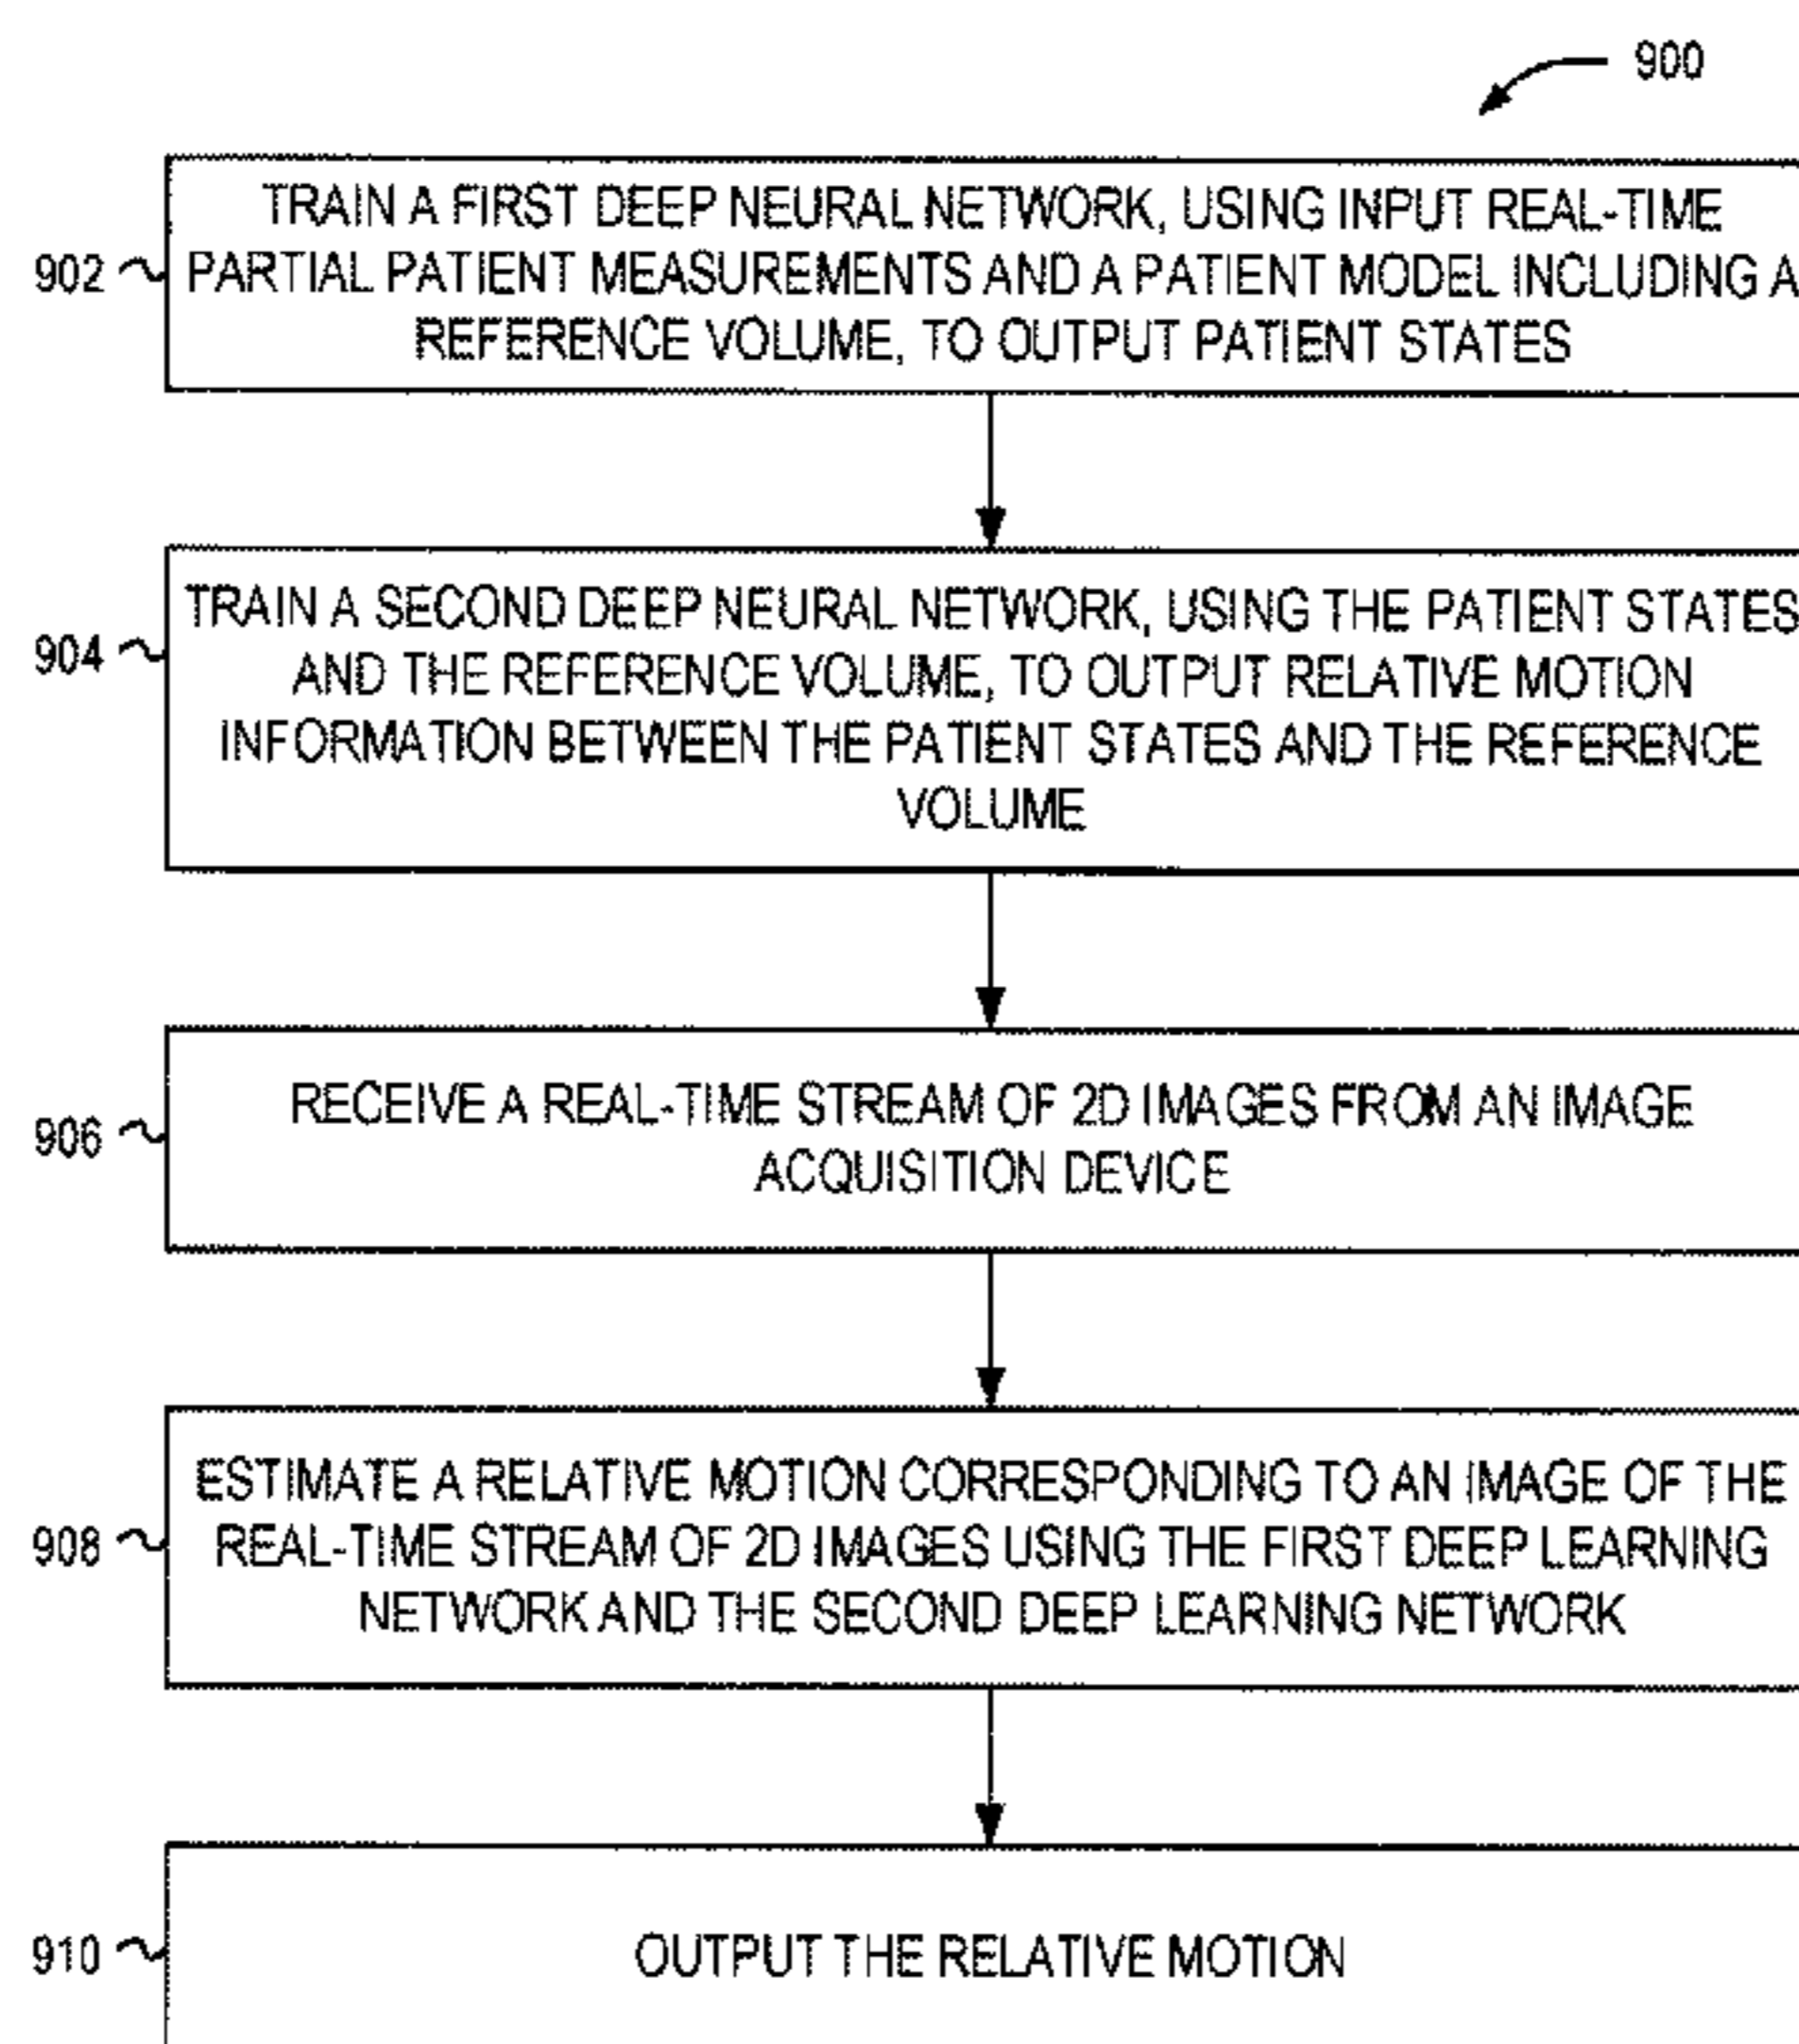 900
902
TRAIN A FIRST DEEP NEURAL NETWORK, USING INPUT REAL-TIME
PARTIAL PATIENT MEASUREMENTS AND A PATIENT MODEL INCLUDING A
REFERENCE VOLUME, TO OUTPUT PATIENT STATES
904
TRAIN A SECOND DEEP NEURAL NETWORK, USING THE PATIENT STATES
AND THE REFERENCE VOLUME, TO OUTPUT RELATIVE MOTION
INFORMATION BETWEEN THE PATIENT STATES AND THE REFERENCE
VOLUME
906
RECEIVE A REAL-TIME STREAM OF 2D IMAGES FROM AN IMAGE
ACQUISITION DEVICE
908
ESTIMATE A RELATIVE MOTION CORRESPONDING TO AN IMAGE OF THE
REAL-TIME STREAM OF 2D IMAGES USING THE FIRST DEEP LEARNING
NETWORK AND THE SECOND DEEP LEARNING NETWORK
910
OUTPUT THE RELATIVE MOTION